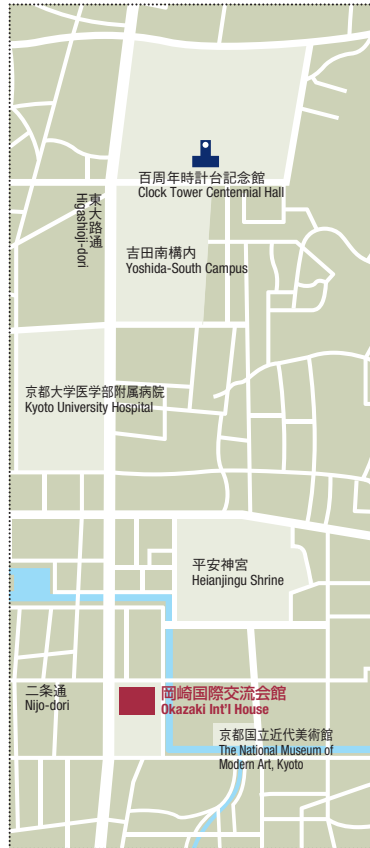 百周年時計台記念館
Clock Tower Centennial Hall
東大路通
Higashioji-dori
吉田南構内
Yoshida-South Campus
京都大学医学部附属病院
Kyoto University Hospital
平安神宮
Heianjingu Shrine
二条通
Nijo-dori
岡崎国際交流会館
Okazaki Int'l House
京都国立近代美術館
The National Museum of
Modern Art, Kyoto